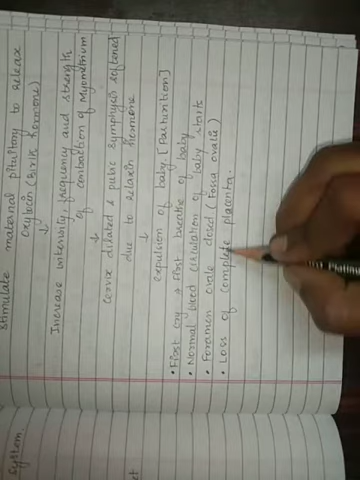 stimulate maternal pituitary to release
oxytocin (Birth hormone)
↓
Increase intensity, frequency and strength
of contraction of Myometrium
↓
Cervix dilated & pubic symphysis softened
due to relaxin hormone
↓
expulsion of baby. [Parturition]
• First cry & first breathe of baby
• Normal blood circulation of baby starts
• Foramen ovale closed (Fossa ovalis)
• Loss of complete placenta.
System.